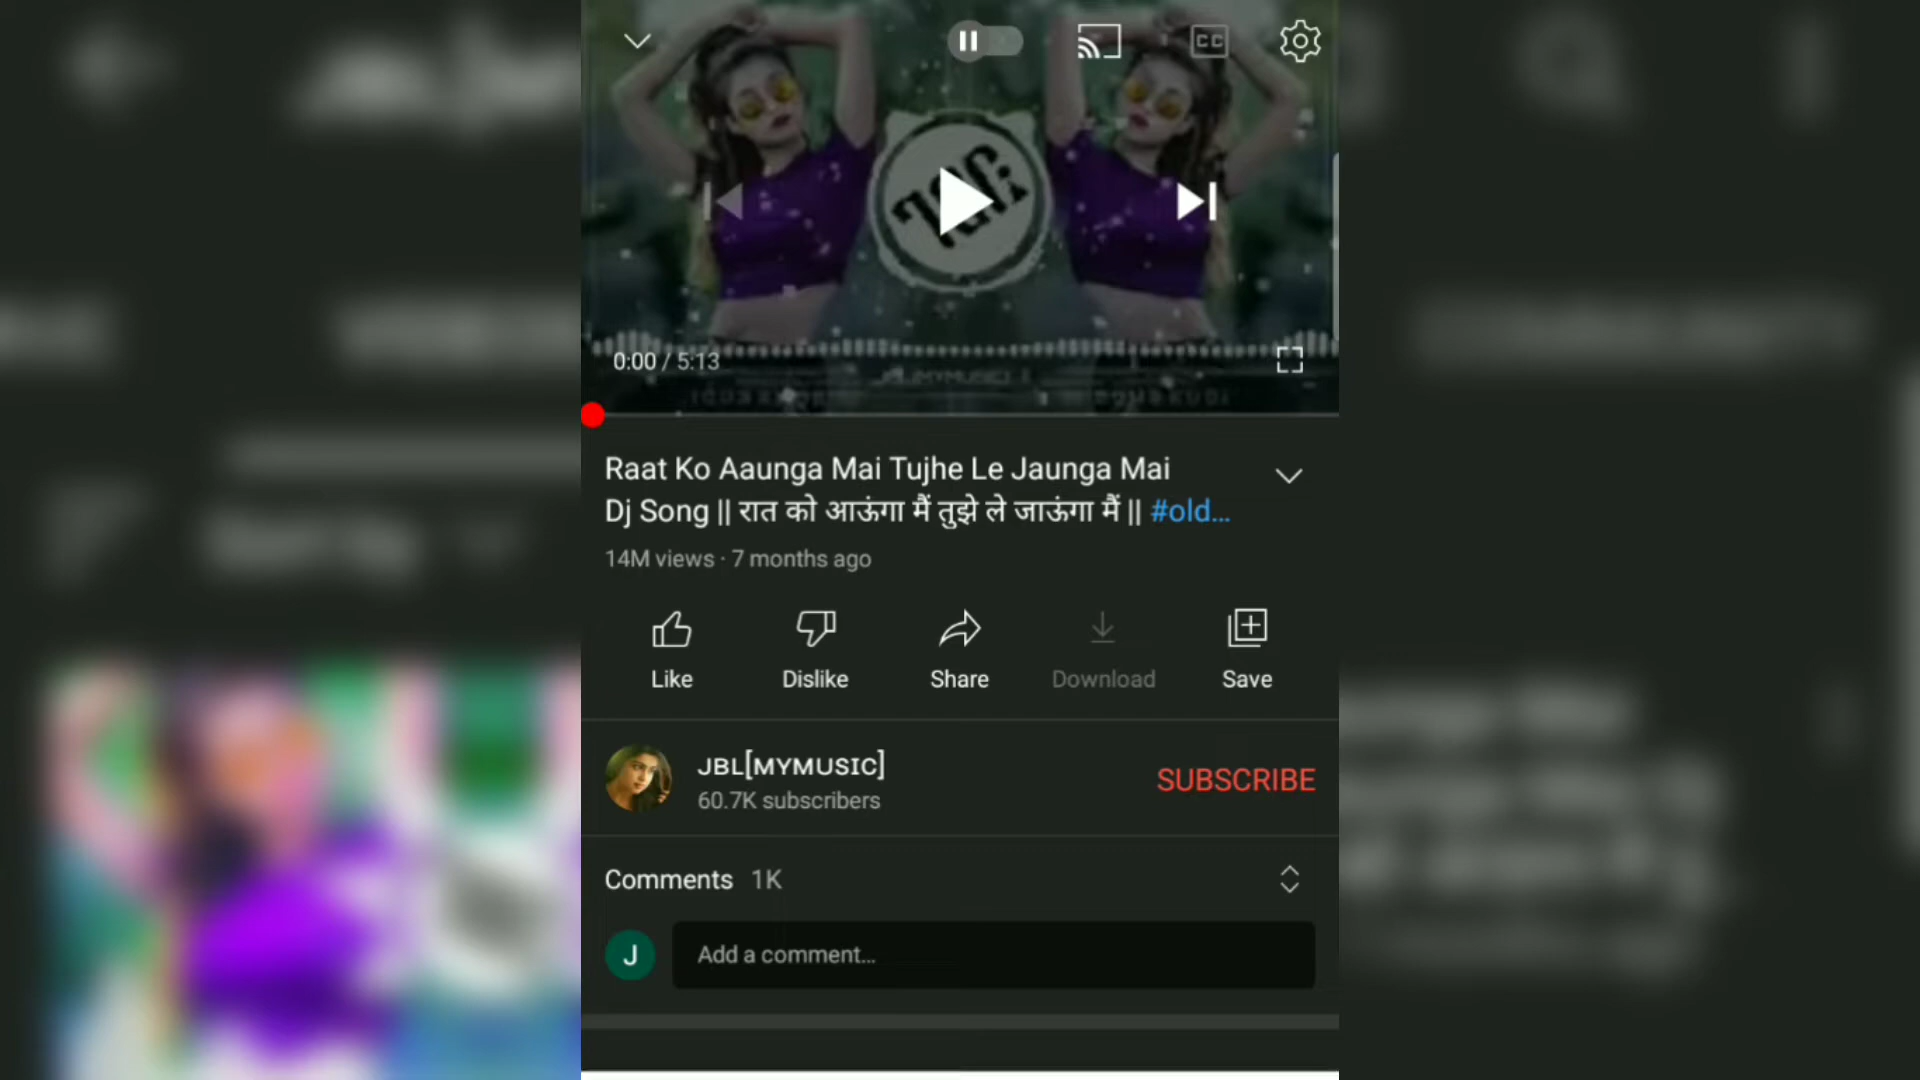 CC
0:00 / 5:13
Raat Ko Aaunga Mai Tujhe Le Jaunga Mai
Dj Song || रात को आऊंगा मैं तुझे ले जाऊंगा मैं || #old...
14M views · 7 months ago
Like
Dislike
Share
Download
Save
JBL[MYMUSIC]
60.7K subscribers
SUBSCRIBE
Comments 1K
J
Add a comment...